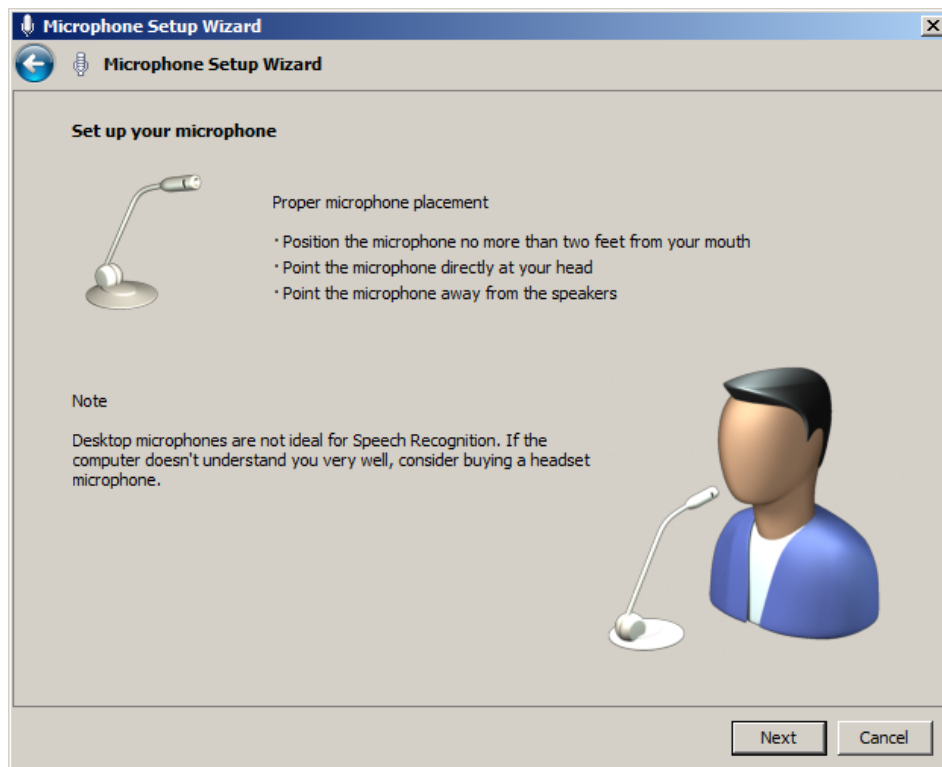 Microphone Setup Wizard
Microphone Setup Wizard
Set up your microphone
Proper microphone placement
· Position the microphone no more than two feet from your mouth
· Point the microphone directly at your head
· Point the microphone away from the speakers
Note
Desktop microphones are not ideal for Speech Recognition. If the
computer doesn't understand you very well, consider buying a headset
microphone.
Next
Cancel